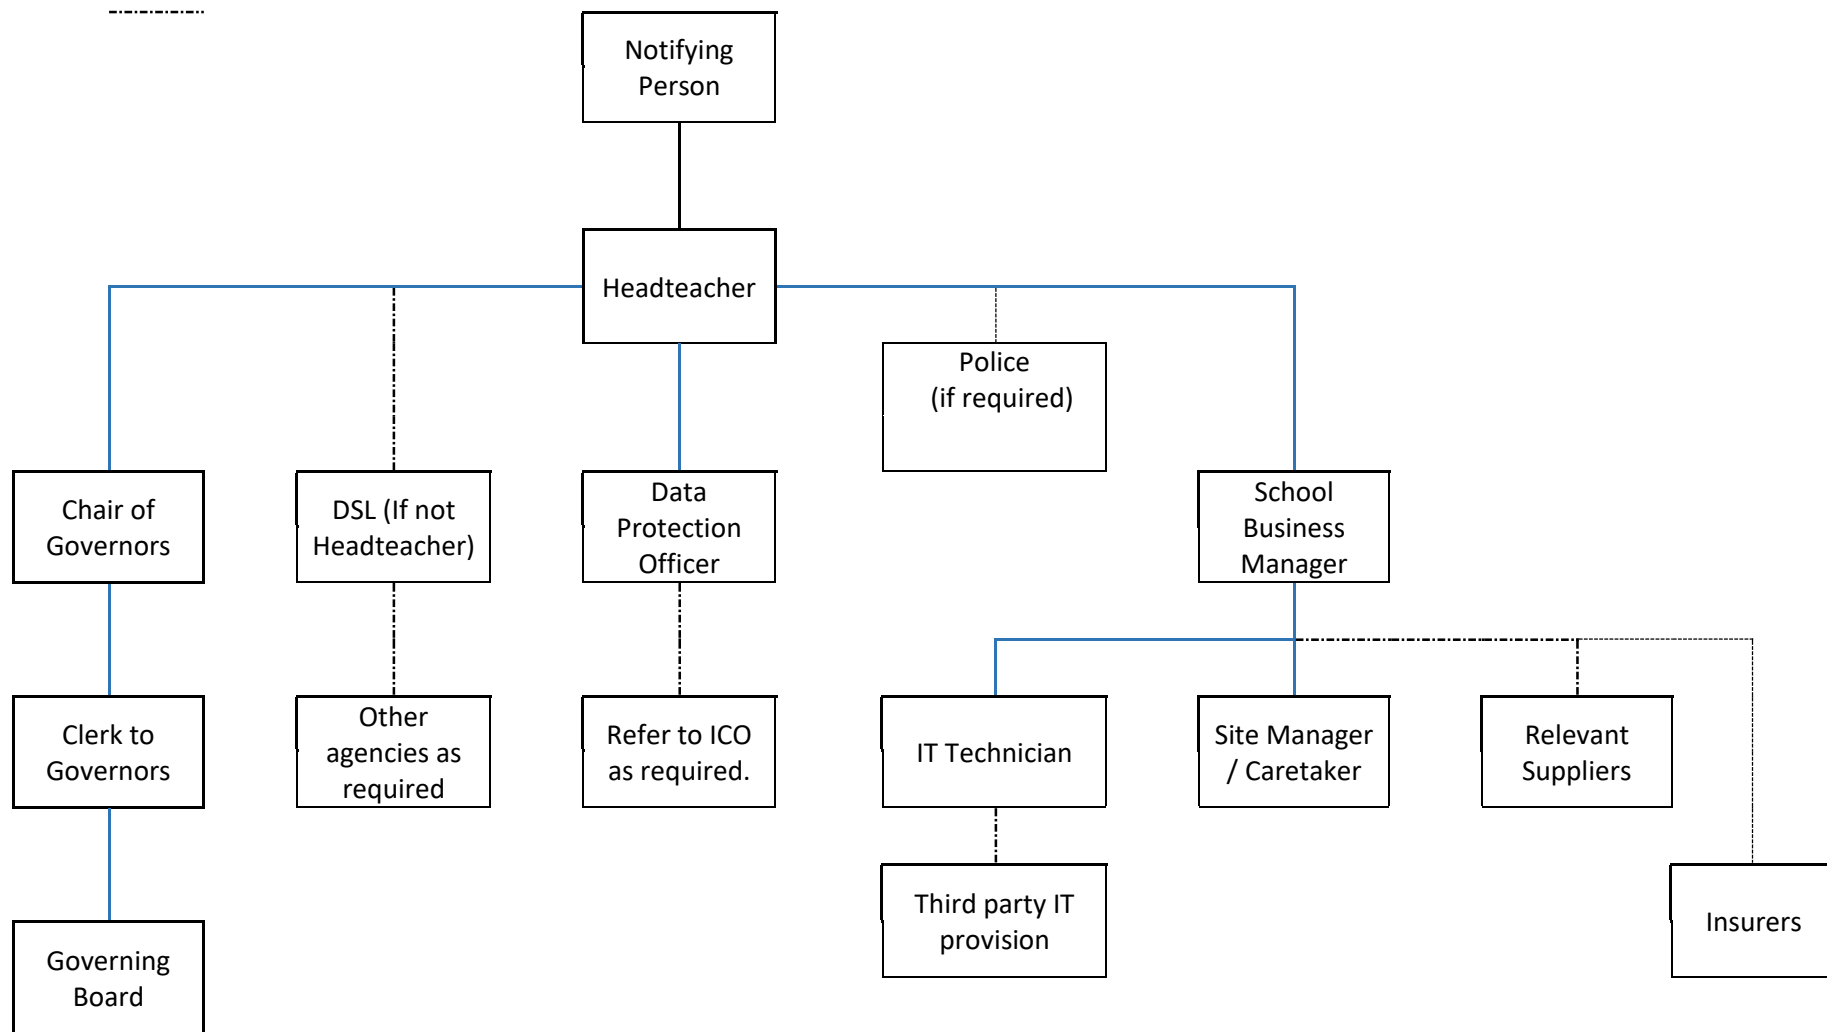 Notifying
Person
Headteacher
Police
(if required)
Chair of
Governors
DSL (If not
Headteacher)
Data
Protection
Officer
School
Business
Manager
Clerk to
Governors
Other
agencies as
required
Refer to ICO
as required.
IT Technician
Site Manager
/ Caretaker
Relevant
Suppliers
Third party IT
provision
Insurers
Governing
Board